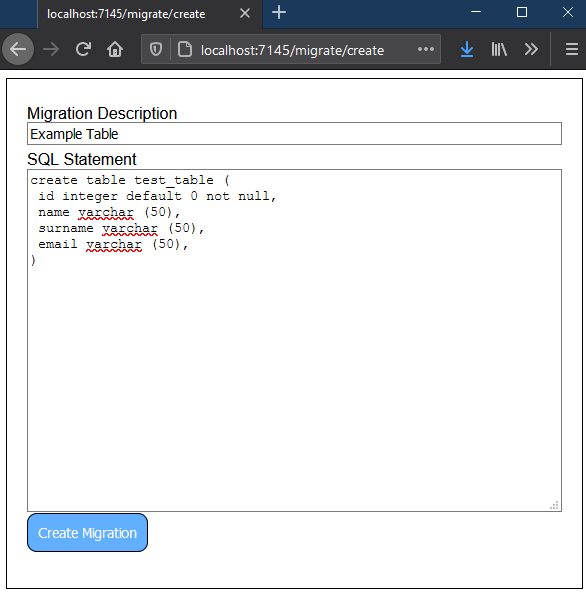 localhost:7145/migrate/create
localhost:7145/migrate/create
Migration Description
Example Table
SQL Statement
create table test_table (
 id integer default 0 not null,
 name varchar (50),
 surname varchar (50),
 email varchar (50),
)
Create Migration